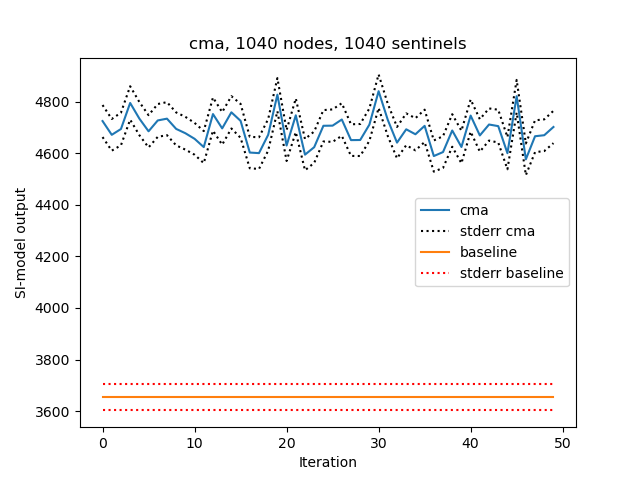 cma, 1040 nodes, 1040 sentinels
SI-model output
4800
4600
4400
4200
4000
3800
3600
cma
stderr cma
baseline
stderr baseline
0
10
20
30
40
50
Iteration